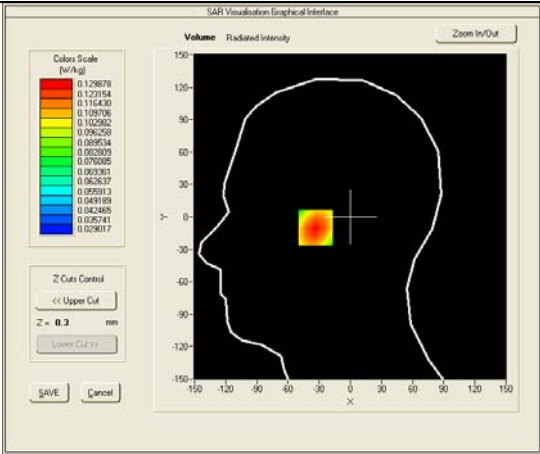 SAR Visualisation Graphical Interface
Volume Radiated Intensity
Zoom In/Out
Colors Scale
(W/kg)
0.129878
0.123154
0.116430
0.109706
0.102982
0.096258
0.089534
0.082809
0.076085
0.069361
0.062637
0.055913
0.049189
0.042465
0.035741
0.029017
Z-Cuts Control
<< Upper Cut
Z = 0.3 mm
Lower Cut >>
SAVE Cancel
150
120
90
60
30
0
-30
-60
-90
-120
-150
Y
-150 -120 -90 -60 -30 0 30 60 90 120 150
X